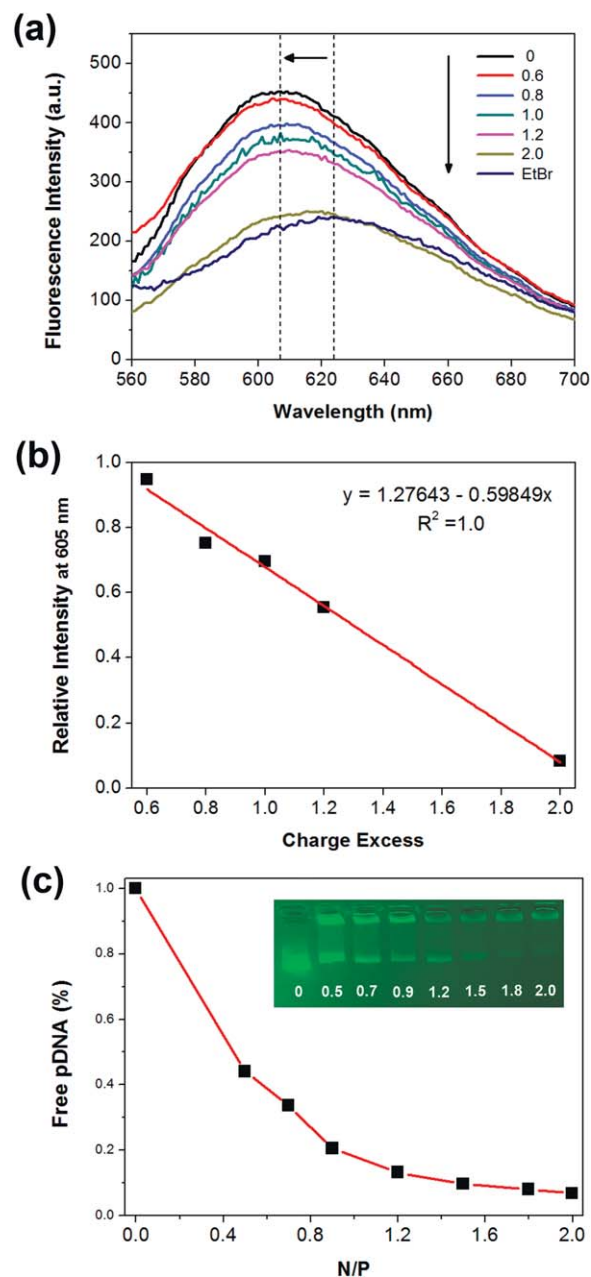 (a)
0
0.6
0.8
1.0
1.2
2.0
EtBr
500
450
400
350
300
250
200
150
100
50
0
Fluorescence Intensity (a.u.)
560 580 600 620 640 660 680 700
Wavelength (nm)
(b)
y = 1.27643 - 0.59849x
R² =1.0
1.0
0.8
0.6
0.4
0.2
0.0
Relative Intensity at 605 nm
0.6 0.8 1.0 1.2 1.4 1.6 1.8 2.0
Charge Excess
(c)
0 0.5 0.7 0.9 1.2 1.5 1.8 2.0
1.0
0.8
0.6
0.4
0.2
0.0
Free pDNA (%)
0.0 0.4 0.8 1.2 1.6 2.0
N/P